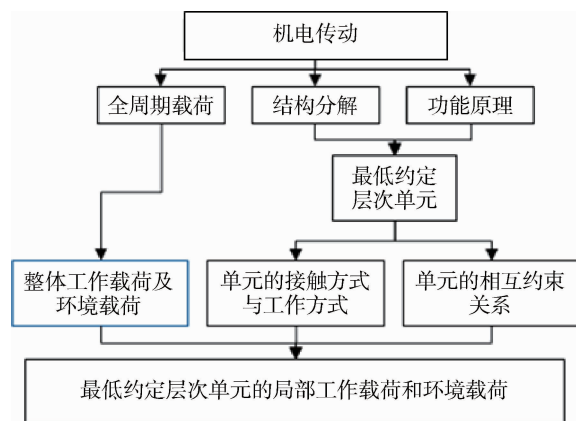 机电传动
全周期载荷
结构分解
功能原理
最低约定
层次单元
整体工作载荷及
环境载荷
单元的接触方式
与工作方式
单元的相互约束
关系
最低约定层次单元的局部工作载荷和环境载荷